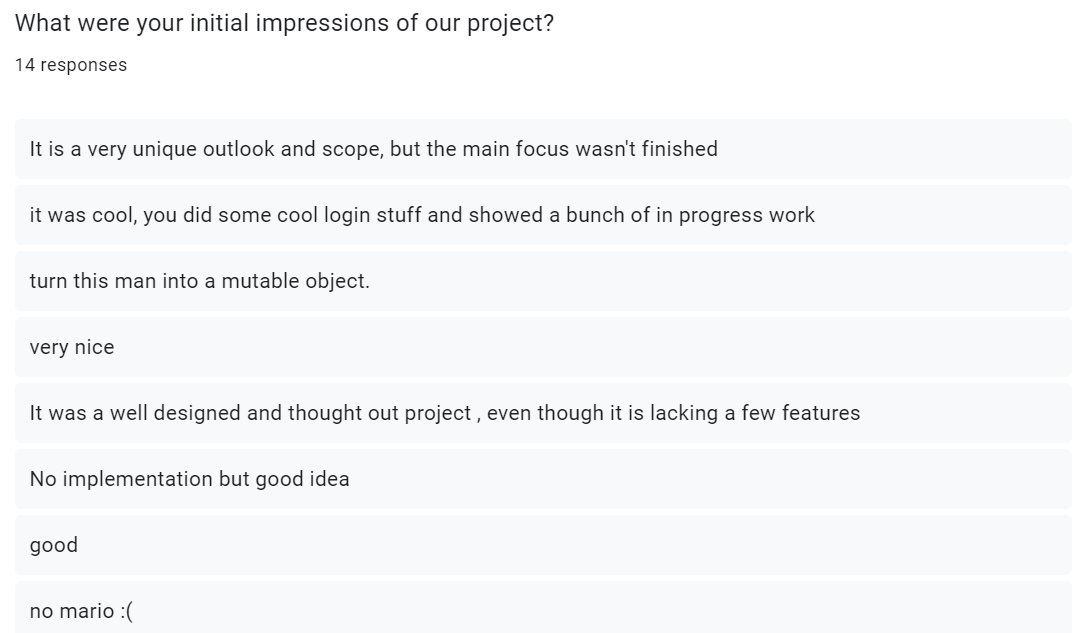 What were your initial impressions of our project?
14 responses
It is a very unique outlook and scope, but the main focus wasn't finished
it was cool, you did some cool login stuff and showed a bunch of in progress work
turn this man into a mutable object.
very nice
It was a well designed and thought out project , even though it is lacking a few features
No implementation but good idea
good
no mario :(